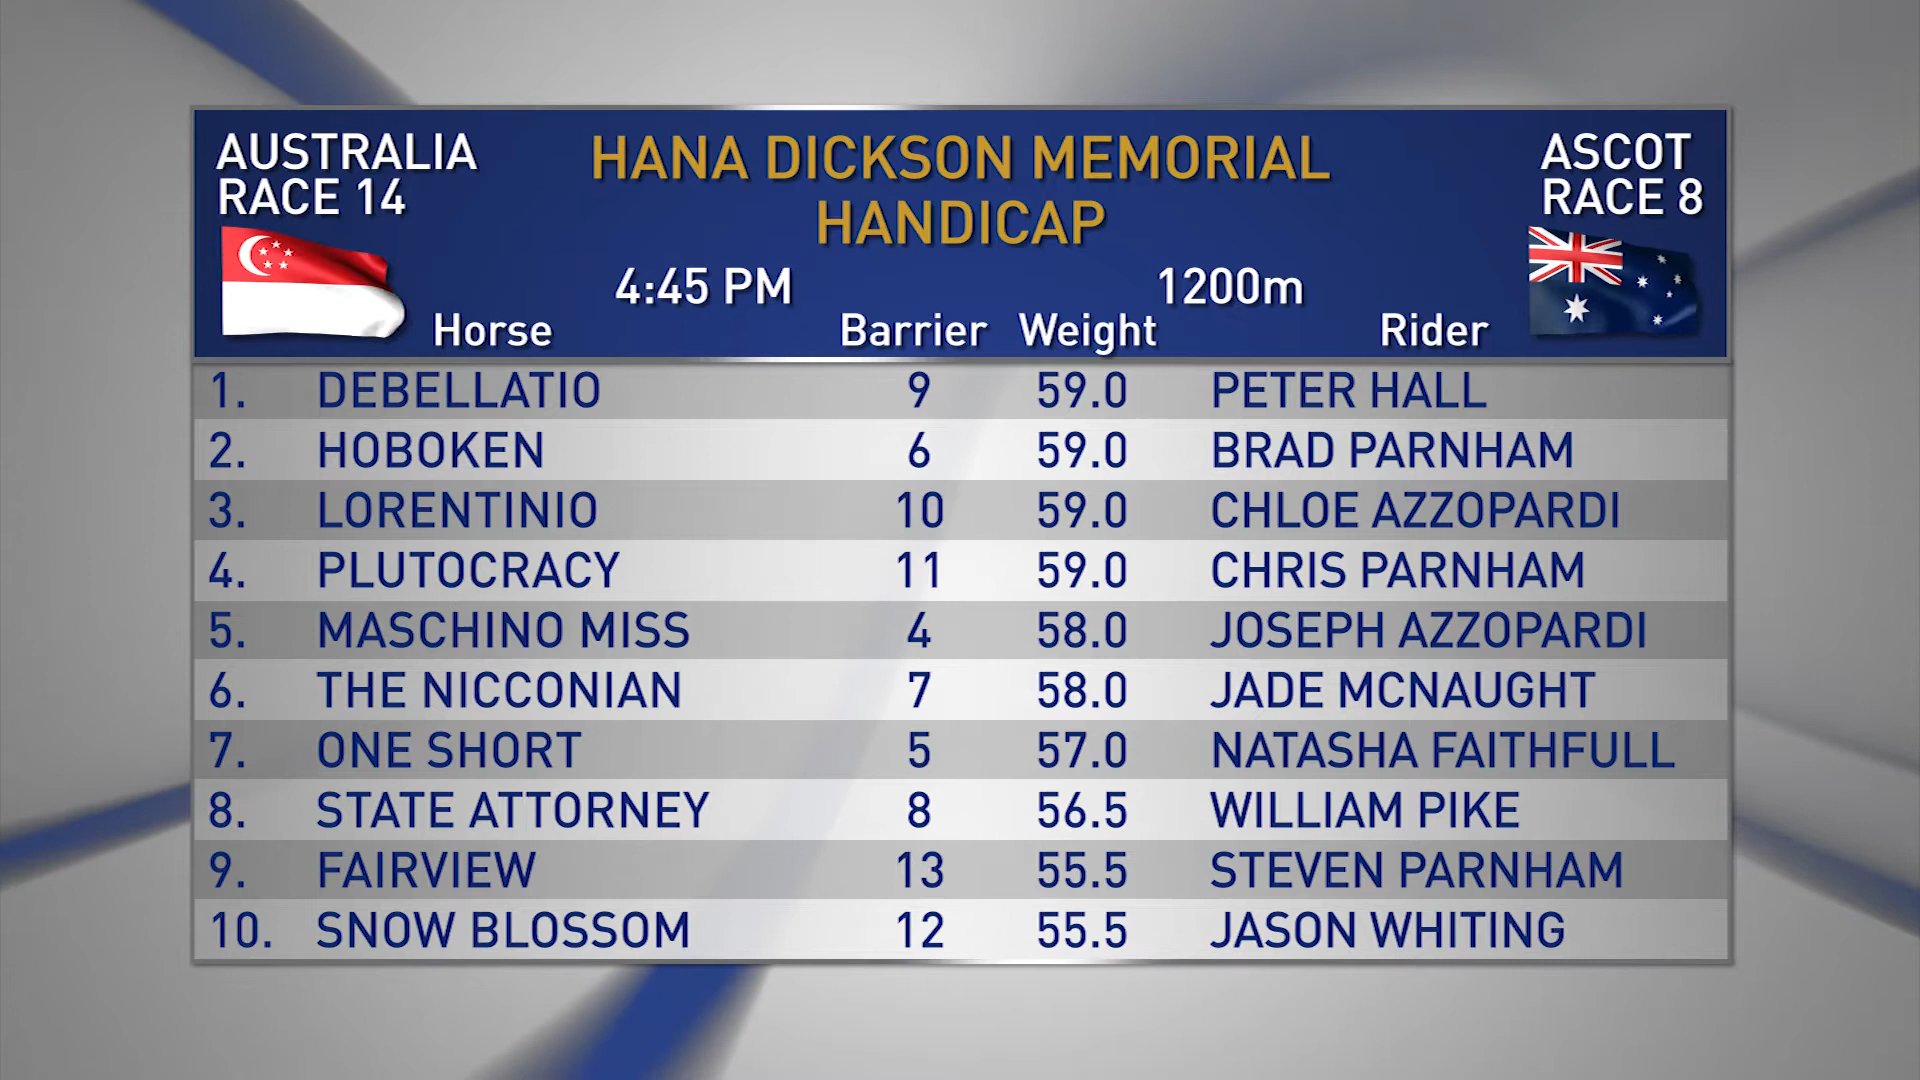 AUSTRALIA
RACE 14
HANA DICKSON MEMORIAL
HANDICAP
ASCOT
RACE 8
4:45 PM 1200m
Horse Barrier Weight Rider
1. DEBELLATIO 9 59.0 PETER HALL
2. HOBOKEN 6 59.0 BRAD PARNHAM
3. LORENTINIO 10 59.0 CHLOE AZZOPARDI
4. PLUTOCRACY 11 59.0 CHRIS PARNHAM
5. MASCHINO MISS 4 58.0 JOSEPH AZZOPARDI
6. THE NICCONIAN 7 58.0 JADE MCNAUGHT
7. ONE SHORT 5 57.0 NATASHA FAITHFULL
8. STATE ATTORNEY 8 56.5 WILLIAM PIKE
9. FAIRVIEW 13 55.5 STEVEN PARNHAM
10. SNOW BLOSSOM 12 55.5 JASON WHITING